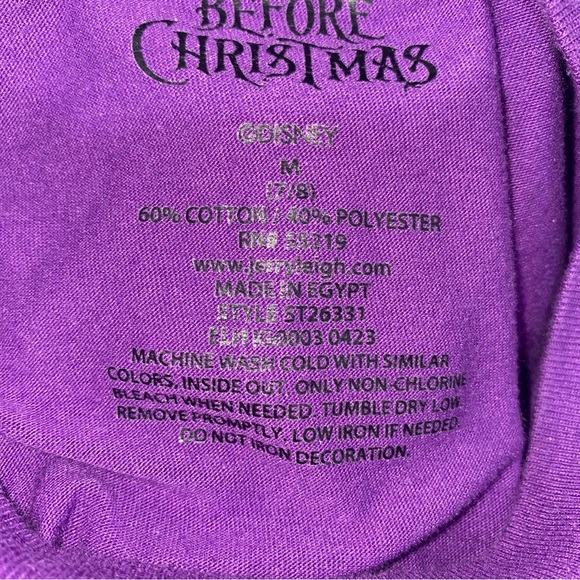 BEFORE
CHRISTMAS
©DISNEY
M
(7/8)
60% COTTON / 40% POLYESTER
RN# 55319
www.jerryleigh.com
MADE IN EGYPT
STYLE ST26331
0423
MACHINE WASH COLD WITH SIMILAR
COLORS, INSIDE OUT. ONLY NON-CHLORINE
BLEACH WHEN NEEDED. TUMBLE DRY LOW.
REMOVE PROMPTLY. LOW IRON IF NEEDED.
DO NOT IRON DECORATION.